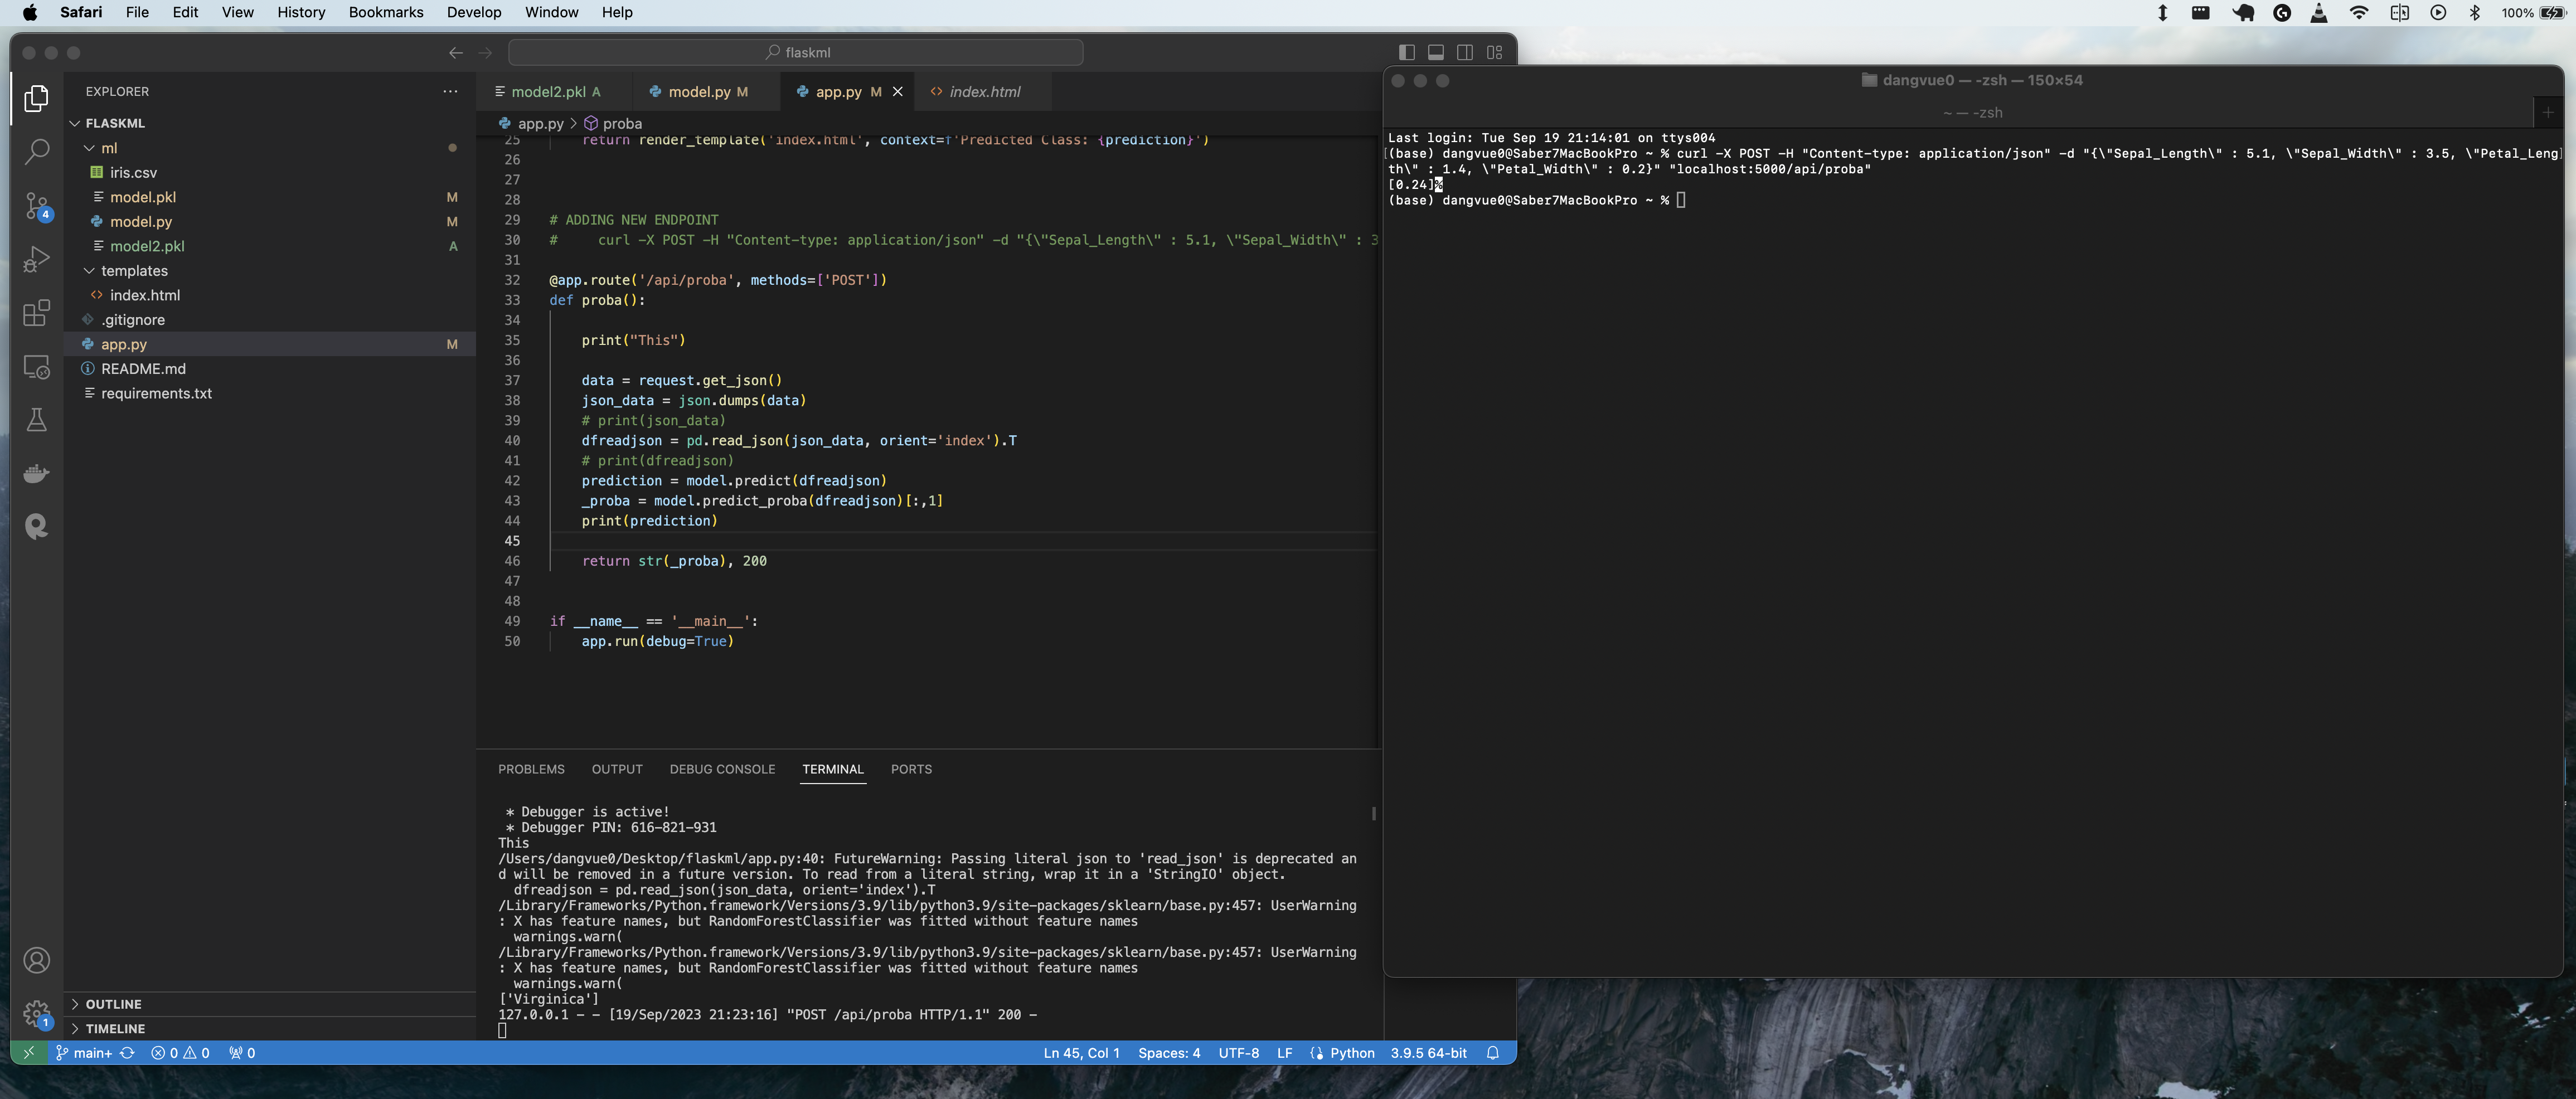 Safari File Edit View History Bookmarks Develop Window Help 100%
flaskml
EXPLORER
FLASKML
ml
iris.csv
model.pkl M
model.py M
model2.pkl A
templates
index.html
.gitignore
app.py M
README.md
requirements.txt
OUTLINE
TIMELINE
4
1
model2.pkl A model.py M app.py M index.html
app.py > proba
25 return render_template('index.html', context=f'Predicted Class: {prediction}')
26
27
28
29 # ADDING NEW ENDPOINT
30 # curl -X POST -H "Content-type: application/json" -d "{\"Sepal_Length\" : 5.1, \"Sepal_Width\" : 3
31
32 @app.route('/api/proba', methods=['POST'])
33 def proba():
34
35 print("This")
36
37 data = request.get_json()
38 json_data = json.dumps(data)
39 # print(json_data)
40 dfreadjson = pd.read_json(json_data, orient='index').T
41 # print(dfreadjson)
42 prediction = model.predict(dfreadjson)
43 _proba = model.predict_proba(dfreadjson)[:,1]
44 print(prediction)
45
46 return str(_proba), 200
47
48
49 if __name__ == '__main__':
50 app.run(debug=True)
PROBLEMS OUTPUT DEBUG CONSOLE TERMINAL PORTS
* Debugger is active!
* Debugger PIN: 616-821-931
This
/Users/dangvue0/Desktop/flaskml/app.py:40: FutureWarning: Passing literal json to 'read_json' is deprecated an
d will be removed in a future version. To read from a literal string, wrap it in a 'StringIO' object.
dfreadjson = pd.read_json(json_data, orient='index').T
/Library/Frameworks/Python.framework/Versions/3.9/lib/python3.9/site-packages/sklearn/base.py:457: UserWarning
: X has feature names, but RandomForestClassifier was fitted without feature names
warnings.warn(
/Library/Frameworks/Python.framework/Versions/3.9/lib/python3.9/site-packages/sklearn/base.py:457: UserWarning
: X has feature names, but RandomForestClassifier was fitted without feature names
warnings.warn(
['Virginica']
127.0.0.1 - - [19/Sep/2023 21:23:16] "POST /api/proba HTTP/1.1" 200 -
main+ 0 0 0 Ln 45, Col 1 Spaces: 4 UTF-8 LF Python 3.9.5 64-bit
dangvue0 — -zsh — 150×54
~ — -zsh
Last login: Tue Sep 19 21:14:01 on ttys004
[(base) dangvue0@Saber7MacBookPro ~ % curl -X POST -H "Content-type: application/json" -d "{\"Sepal_Length\" : 5.1, \"Sepal_Width\" : 3.5, \"Petal_Leng]
th\" : 1.4, \"Petal_Width\" : 0.2}" "localhost:5000/api/proba"
[0.24]%
(base) dangvue0@Saber7MacBookPro ~ %